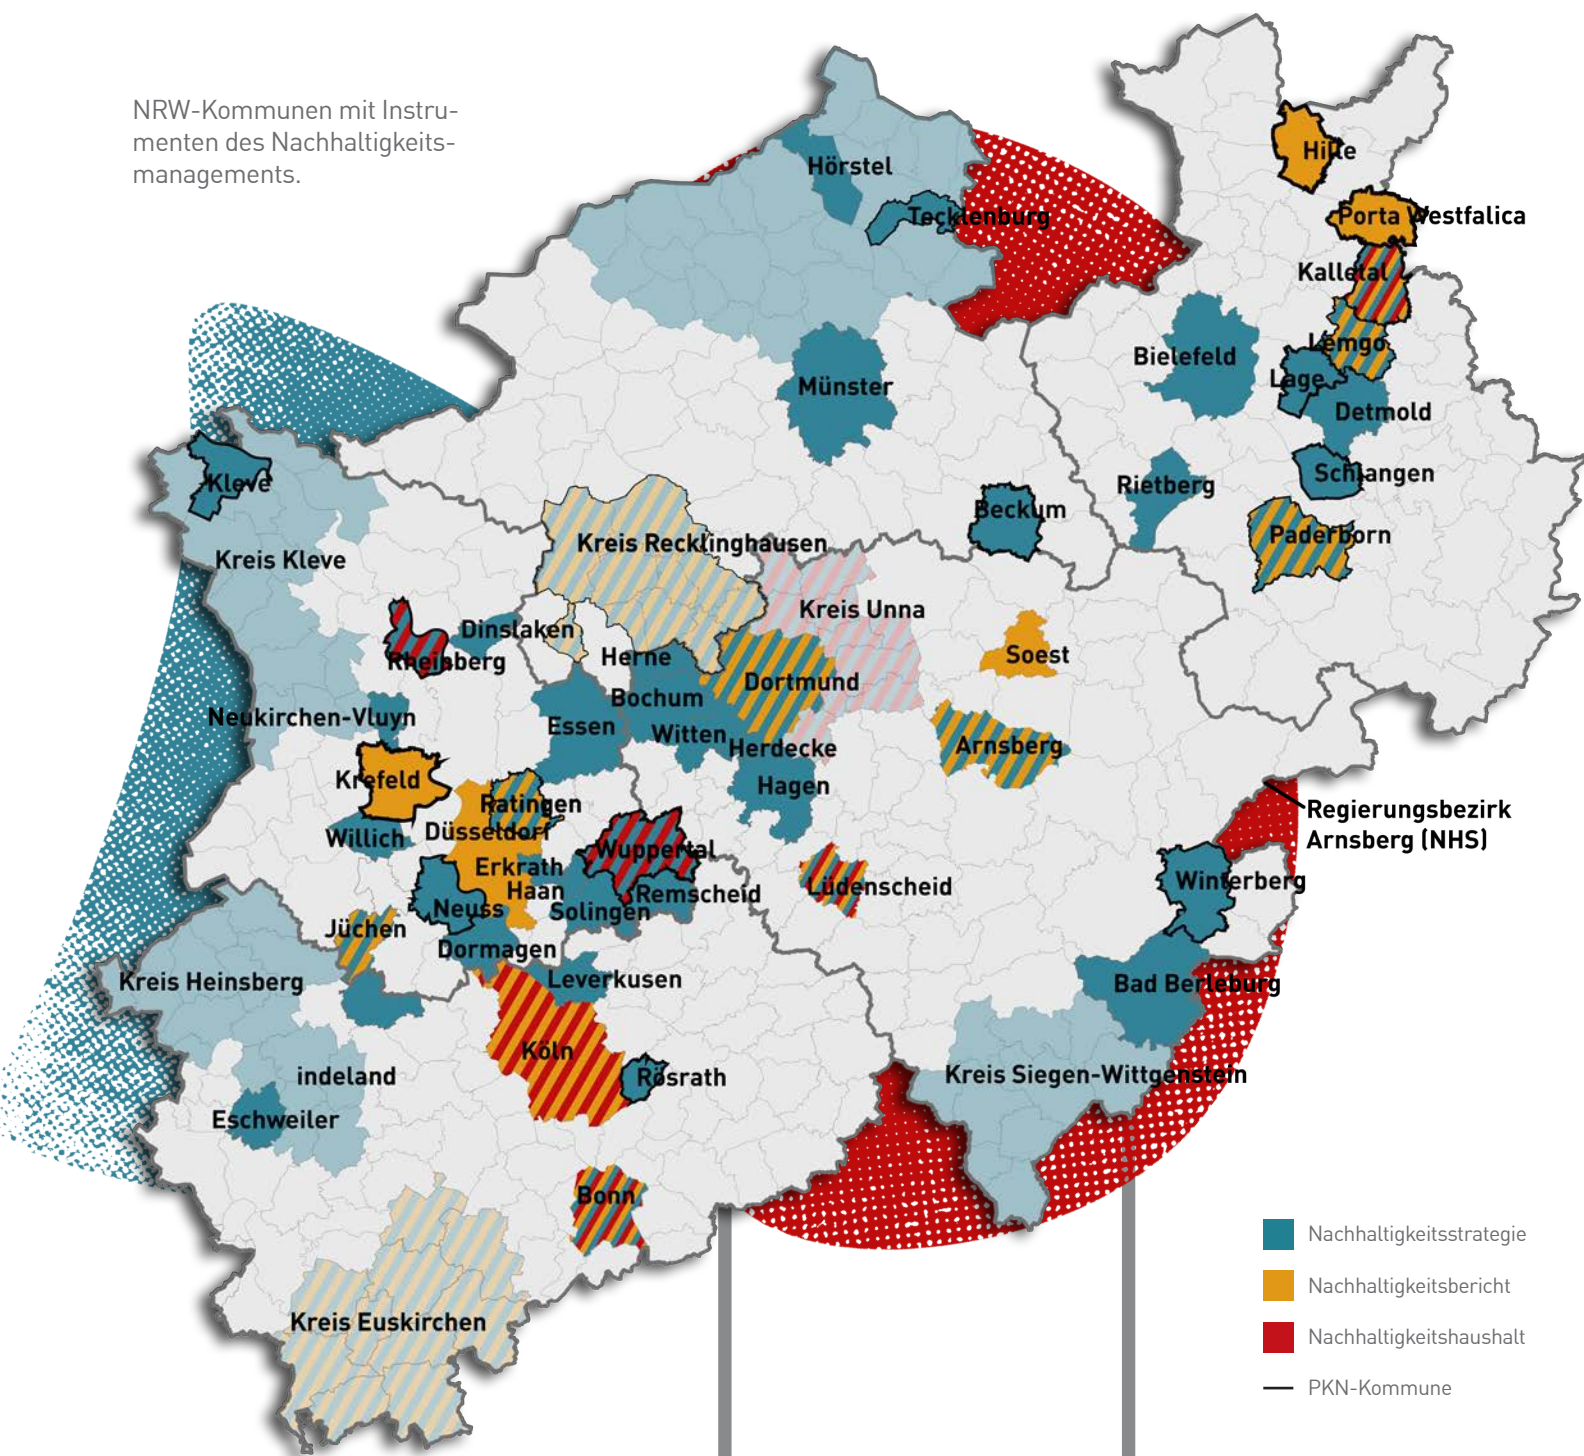 NRW-Kommunen mit Instru-
menten des Nachhaltigkeits-
managements.
Hille
Hörstel
Tecklenburg
Porta Westfalica
Kalletal
Lemgo
Bielefeld
Lage
Münster
Detmold
Schlangen
Kleve
Rietberg
Beckum
Paderborn
Kreis Recklinghausen
Kreis Kleve
Kreis Unna
Dinslaken
Rheinberg
Herne
Soest
Dortmund
Bochum
Neukirchen-Vluyn
Essen
Witten
Herdecke
Arnsberg
Krefeld
Hagen
Ratingen
Regierungsbezirk
Arnsberg (NHS)
Willich
Düsseldorf
Wuppertal
Erkrath
Winterberg
Haan
Remscheid
Lüdenscheid
Neuss
Solingen
Jüchen
Dormagen
Kreis Heinsberg
Leverkusen
Bad Berleburg
Köln
indeland
Rösrath
Kreis Siegen-Wittgenstein
Eschweiler
Bonn
Kreis Euskirchen
Nachhaltigkeitsstrategie
Nachhaltigkeitsbericht
Nachhaltigkeitshaushalt
PKN-Kommune